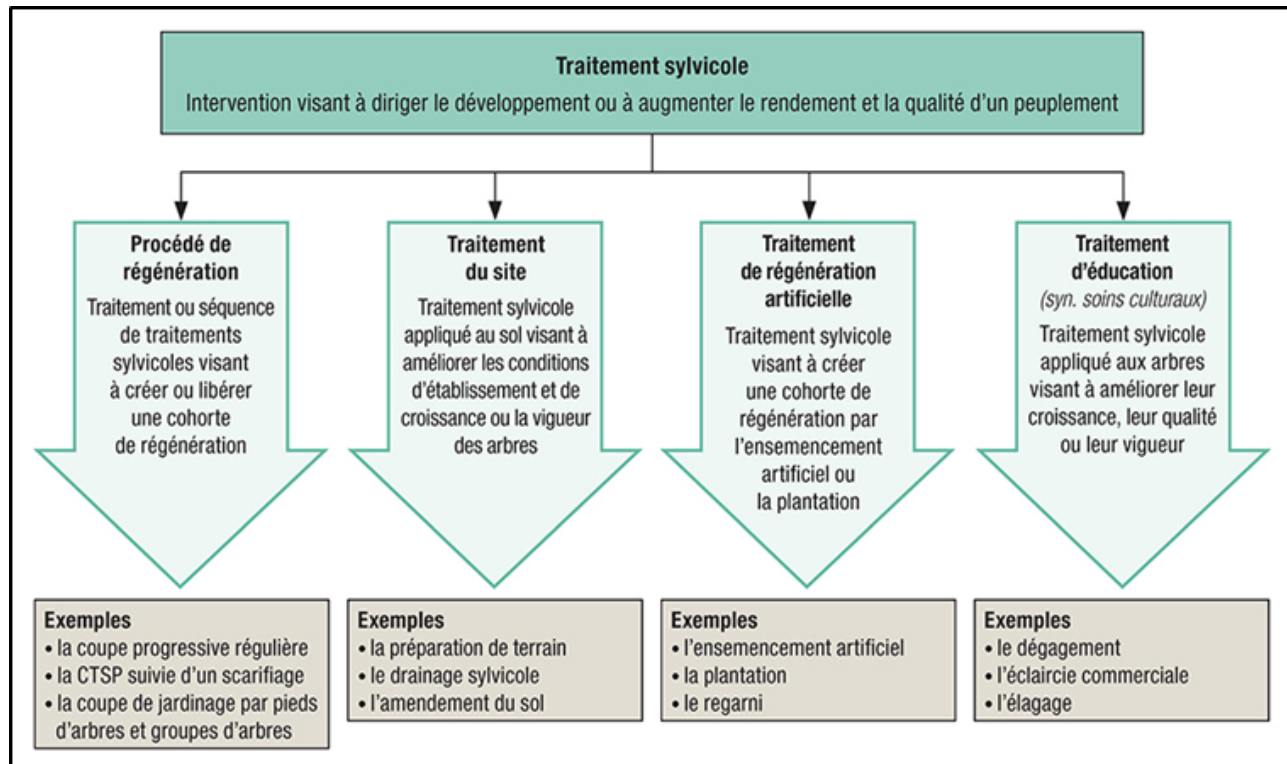 Traitement sylvicole
Intervention visant à diriger le développement ou à augmenter le rendement et la qualité d'un peuplement
Procédé de
régénération
Traitement ou séquence
de traitements
sylvicoles visant
à créer ou libérer
une cohorte
de régénération
Traitement
du site
Traitement sylvicole
appliqué au sol visant à
améliorer les conditions
d'établissement et de
croissance ou la vigueur
des arbres
Traitement
de régénération
artificielle
Traitement sylvicole
visant à créer
une cohorte de
régénération par
l'ensemencement
artificiel ou
la plantation
Traitement
d'éducation
(syn. soins culturaux)
Traitement sylvicole
appliqué aux arbres
visant à améliorer leur
croissance, leur qualité
ou leur vigueur
Exemples
• la coupe progressive régulière
• la CTSP suivie d'un scarifiage
• la coupe de jardinage par pieds
d'arbres et groupes d'arbres
Exemples
• la préparation de terrain
• le drainage sylvicole
• l'amendement du sol
Exemples
• l'ensemencement artificiel
• la plantation
• le regarni
Exemples
• le dégagement
• l'éclaircie commerciale
• l'élagage